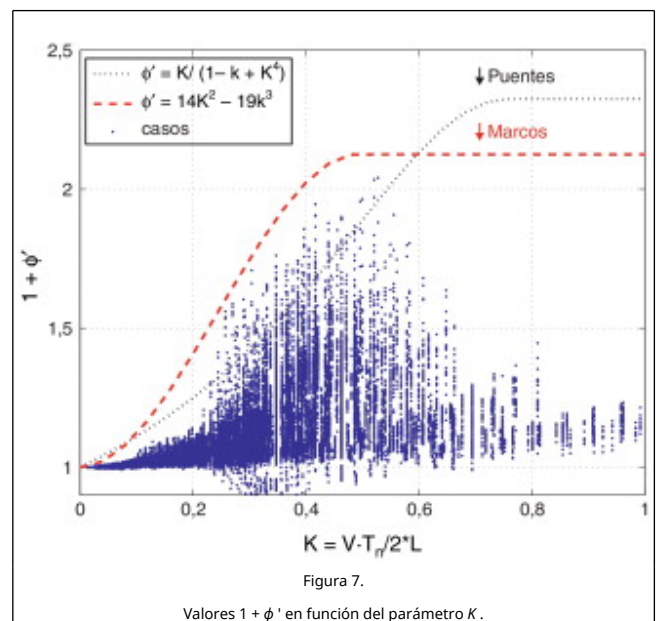 2,5
2
1,5
1
1 + ϕ′
ϕ′ = K/ (1– k + K⁴)
ϕ′ = 14K² – 19k³
casos
↓ Puentes
↓ Marcos
0 0,2 0,4 0,6 0,8 1
K = V·Tₙ/2*L
Figura 7.
Valores 1 + ϕ ' en función del parámetro K .